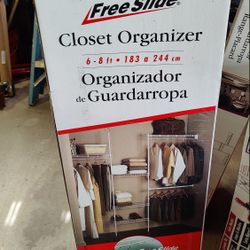 Free Slide®
Closet Organizer
6 - 8 ft • 183 a 244 cm
Organizador
de Guardarropa